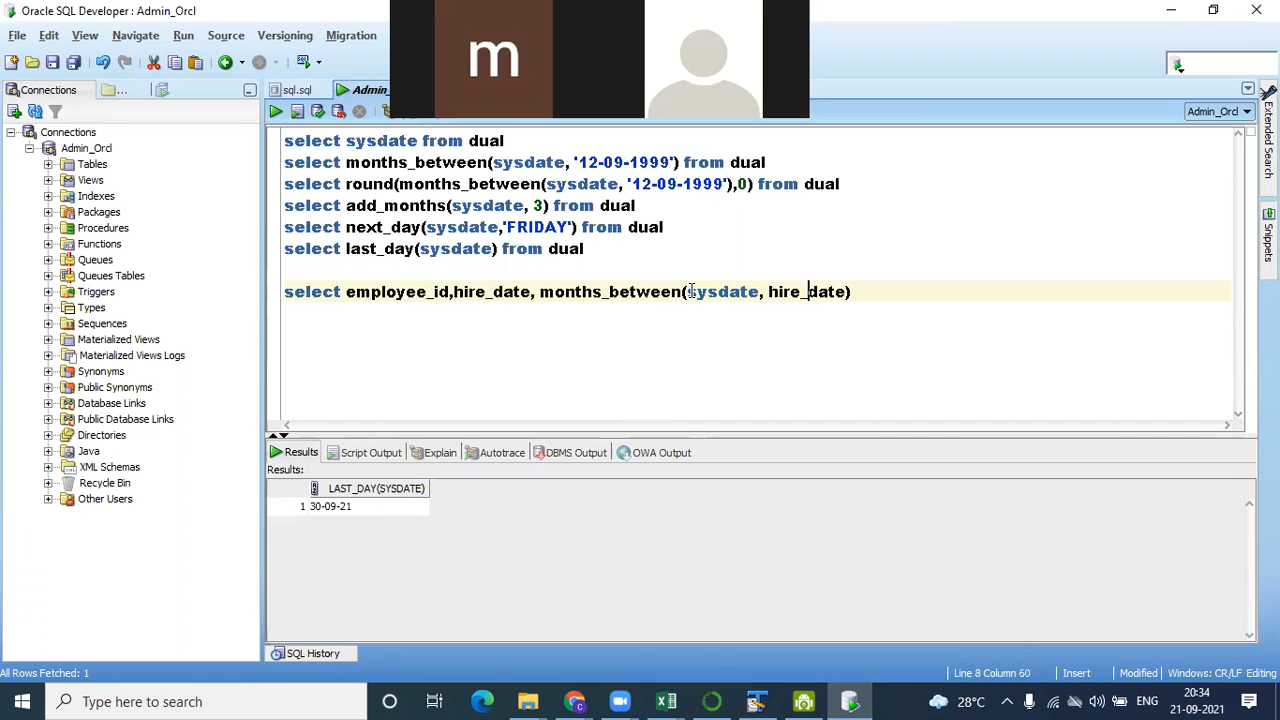 Oracle SQL Developer : Admin_Orcl
File Edit View Navigate Run Source Versioning Migration
m
Connections
...
sql.sql
Admin_
Admin_Orcl
Connections
Admin_Orcl
Tables
Views
Indexes
Packages
Procedures
Functions
Queues
Queues Tables
Triggers
Types
Sequences
Materialized Views
Materialized Views Logs
Synonyms
Public Synonyms
Database Links
Public Database Links
Directories
Java
XML Schemas
Recycle Bin
Other Users
select sysdate from dual
select months_between(sysdate, '12-09-1999') from dual
select round(months_between(sysdate, '12-09-1999'),0) from dual
select add_months(sysdate, 3) from dual
select next_day(sysdate,'FRIDAY') from dual
select last_day(sysdate) from dual
select employee_id,hire_date, months_between(sysdate, hire_date)
Extended Search
Snippets
Results Script Output Explain Autotrace DBMS Output OWA Output
Results:
LAST_DAY(SYSDATE)
1 30-09-21
SQL History
All Rows Fetched: 1
Line 8 Column 60 Insert Modified Windows: CR/LF Editing
Type here to search
28°C
ENG
20:34
21-09-2021